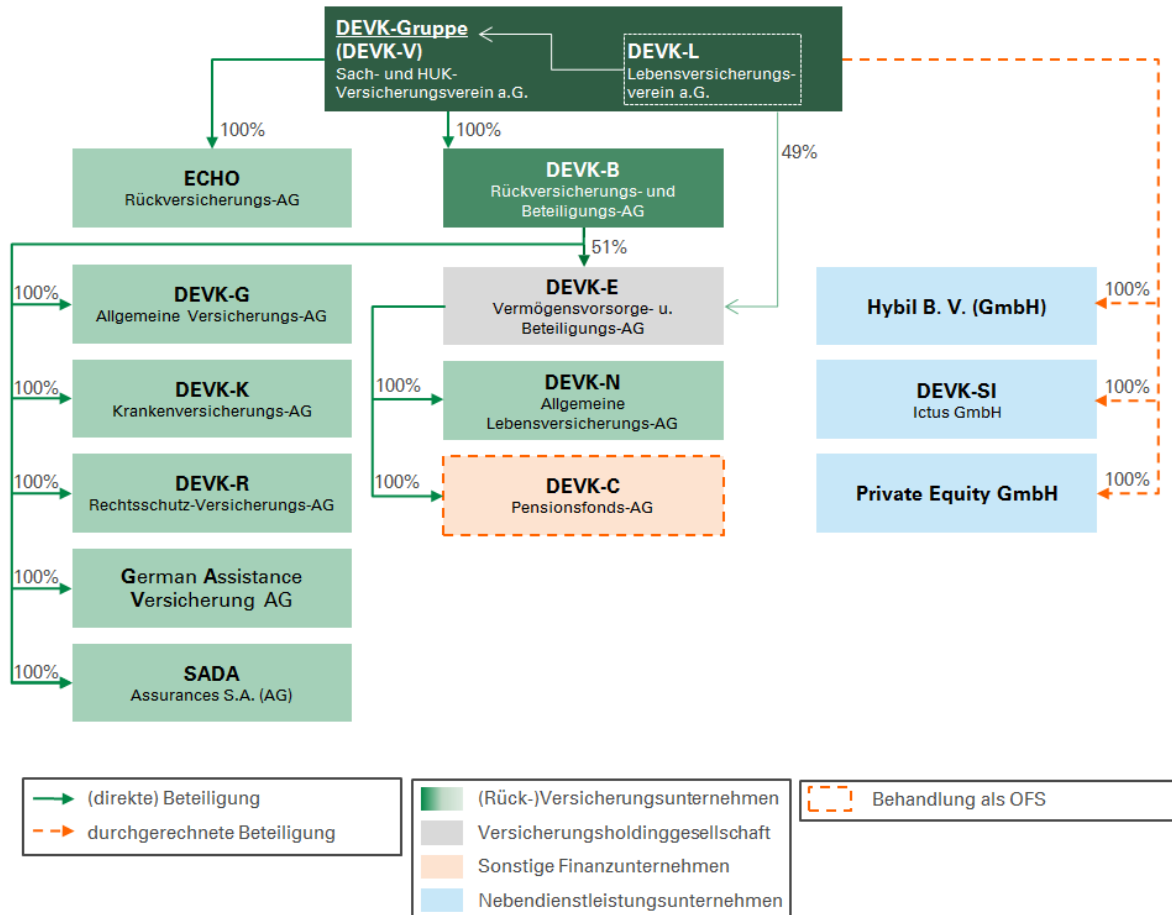 DEVK-Gruppe
(DEVK-V)
Sach- und HUK-
Versicherungsverein a.G.
DEVK-L
Lebensversicherungs-
verein a.G.
100%
100%
49%
ECHO
Rückversicherungs-AG
DEVK-B
Rückversicherungs- und
Beteiligungs-AG
51%
100%
DEVK-G
Allgemeine Versicherungs-AG
DEVK-E
Vermögensvorsorge- u.
Beteiligungs-AG
Hybil B. V. (GmbH)
100%
100%
DEVK-K
Krankenversicherungs-AG
100%
DEVK-N
Allgemeine
Lebensversicherungs-AG
DEVK-SI
Ictus GmbH
100%
100%
DEVK-R
Rechtsschutz-Versicherungs-AG
100%
DEVK-C
Pensionsfonds-AG
Private Equity GmbH
100%
100%
German Assistance
Versicherung AG
100%
SADA
Assurances S.A. (AG)
(direkte) Beteiligung
durchgerechnete Beteiligung
(Rück-)Versicherungsunternehmen
Versicherungsholdinggesellschaft
Sonstige Finanzunternehmen
Nebendienstleistungsunternehmen
Behandlung als OFS